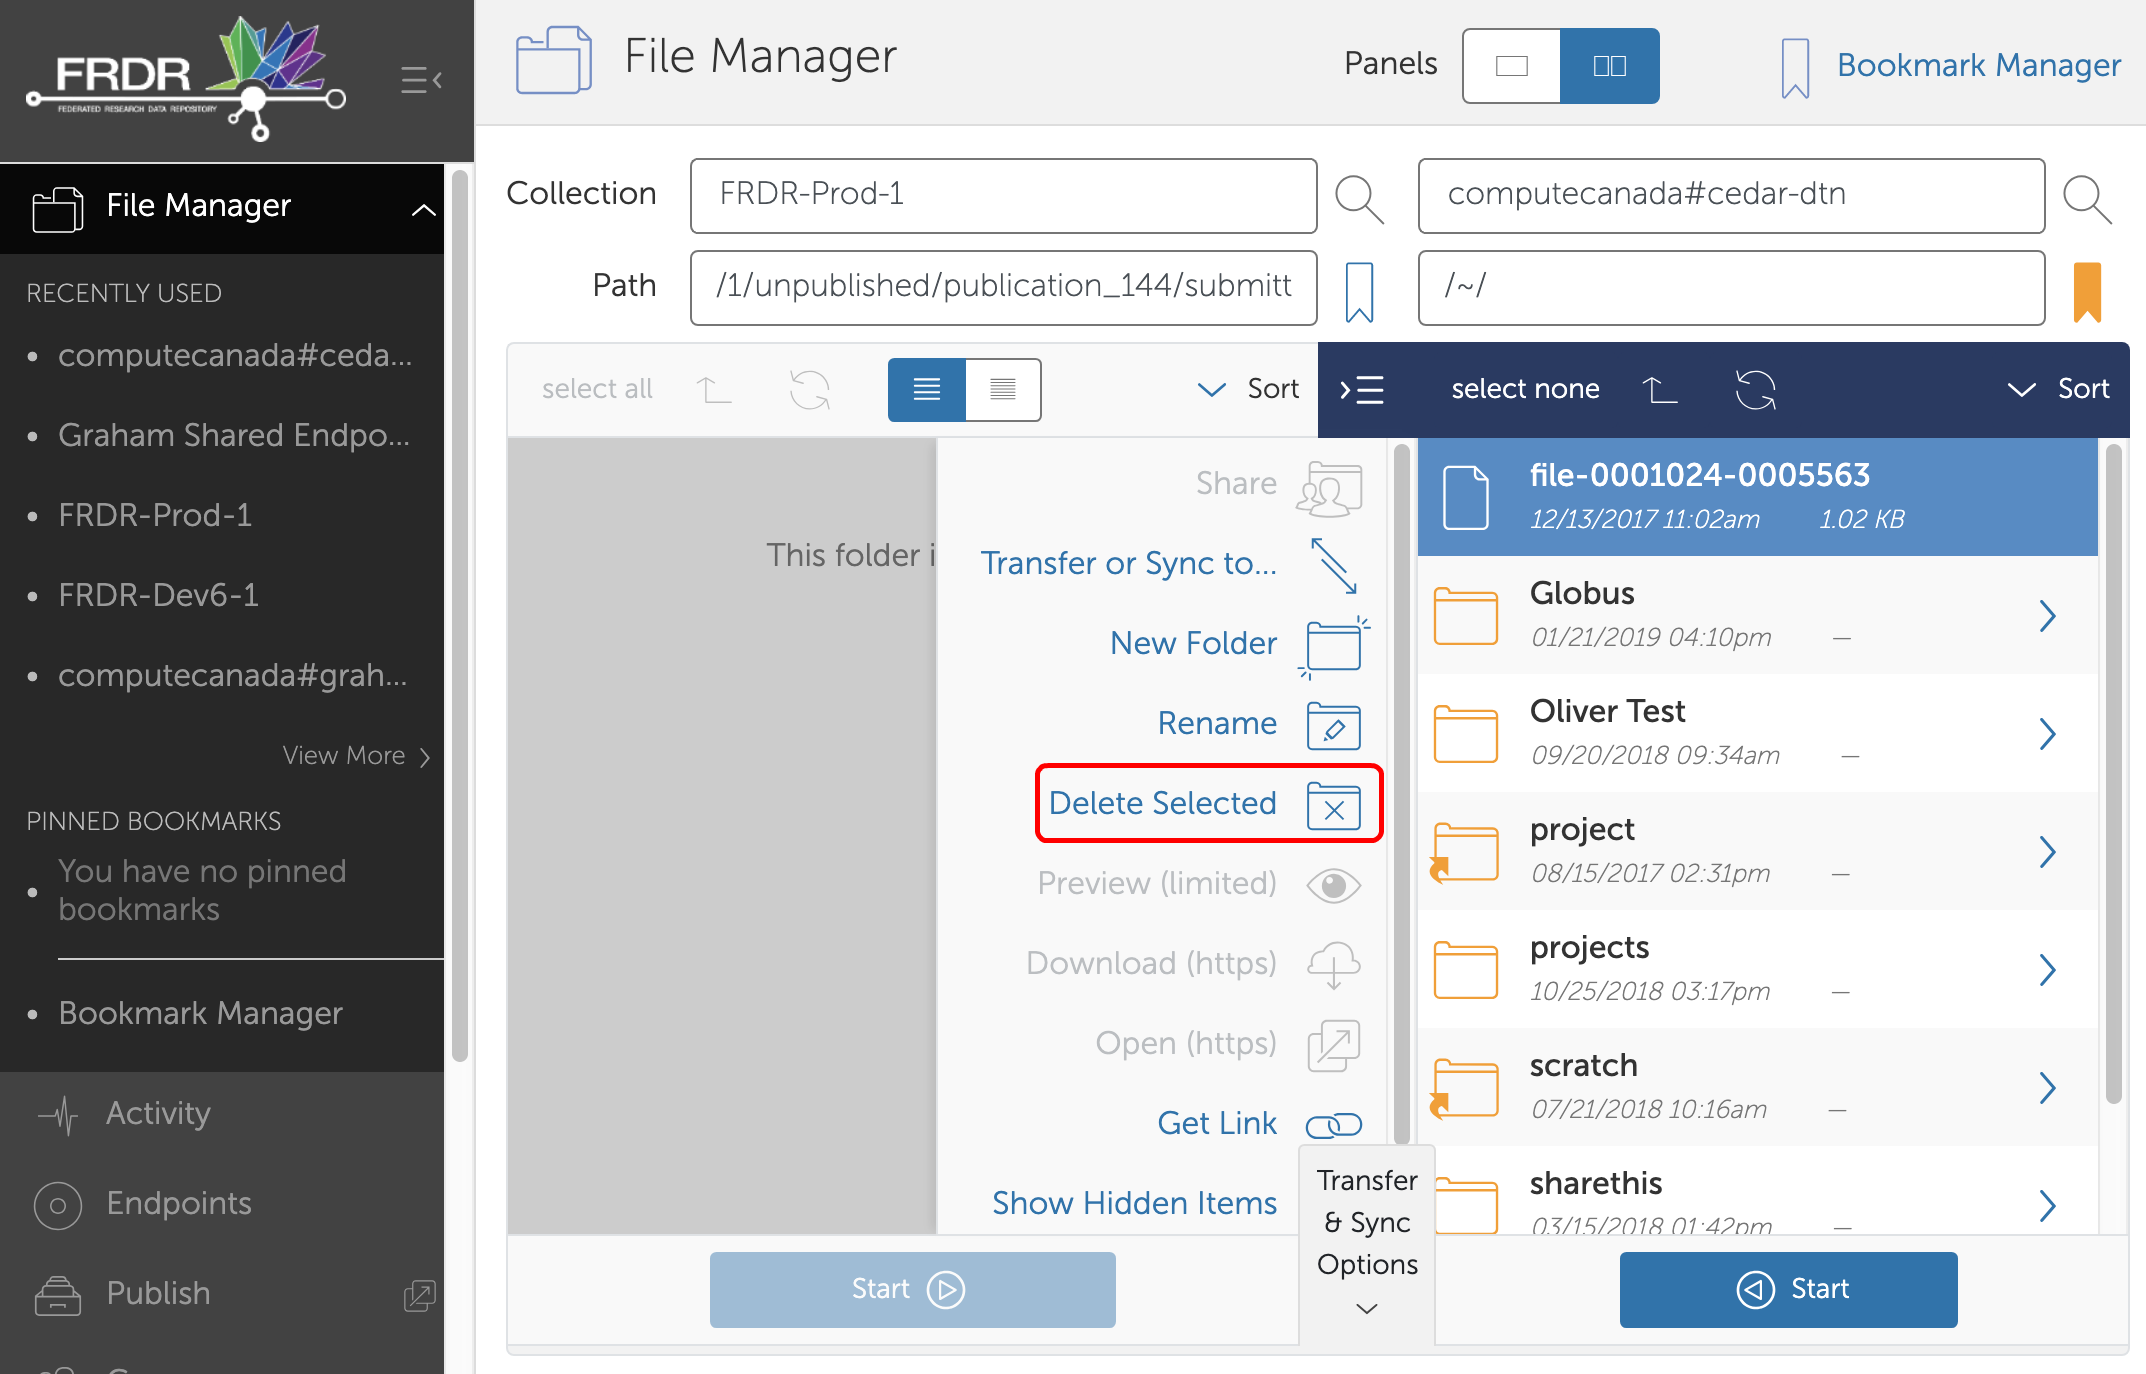 FRDR
FEDERATED RESEARCH DATA REPOSITORY
File Manager
RECENTLY USED
computecanada#ceda...
Graham Shared Endpo...
FRDR-Prod-1
FRDR-Dev6-1
computecanada#grah...
View More
PINNED BOOKMARKS
You have no pinned
bookmarks
Bookmark Manager
Activity
Endpoints
Publish
File Manager
Panels
Bookmark Manager
Collection
FRDR-Prod-1
computecanada#cedar-dtn
Path
/1/unpublished/publication_144/submitt
/~/
select all
Sort
select none
Sort
This folder i
Share
Transfer or Sync to...
New Folder
Rename
Delete Selected
Preview (limited)
Download (https)
Open (https)
Get Link
Show Hidden Items
file-0001024-0005563
12/13/2017 11:02am 1.02 KB
Globus
01/21/2019 04:10pm —
Oliver Test
09/20/2018 09:34am —
project
08/15/2017 02:31pm —
projects
10/25/2018 03:17pm —
scratch
07/21/2018 10:16am —
sharethis
03/15/2018 01:42pm —
Start
Transfer
& Sync
Options
Start